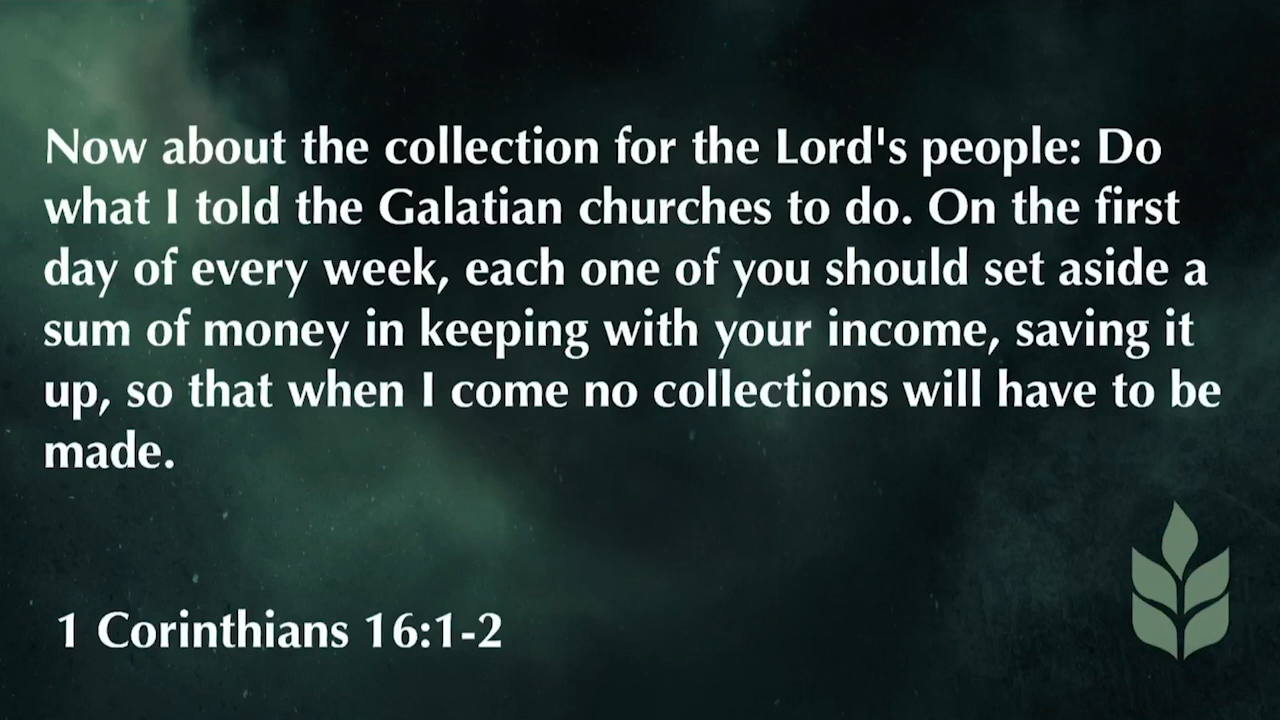 Now about the collection for the Lord's people: Do
what I told the Galatian churches to do. On the first
day of every week, each one of you should set aside a
sum of money in keeping with your income, saving it
up, so that when I come no collections will have to be
made.
1 Corinthians 16:1-2